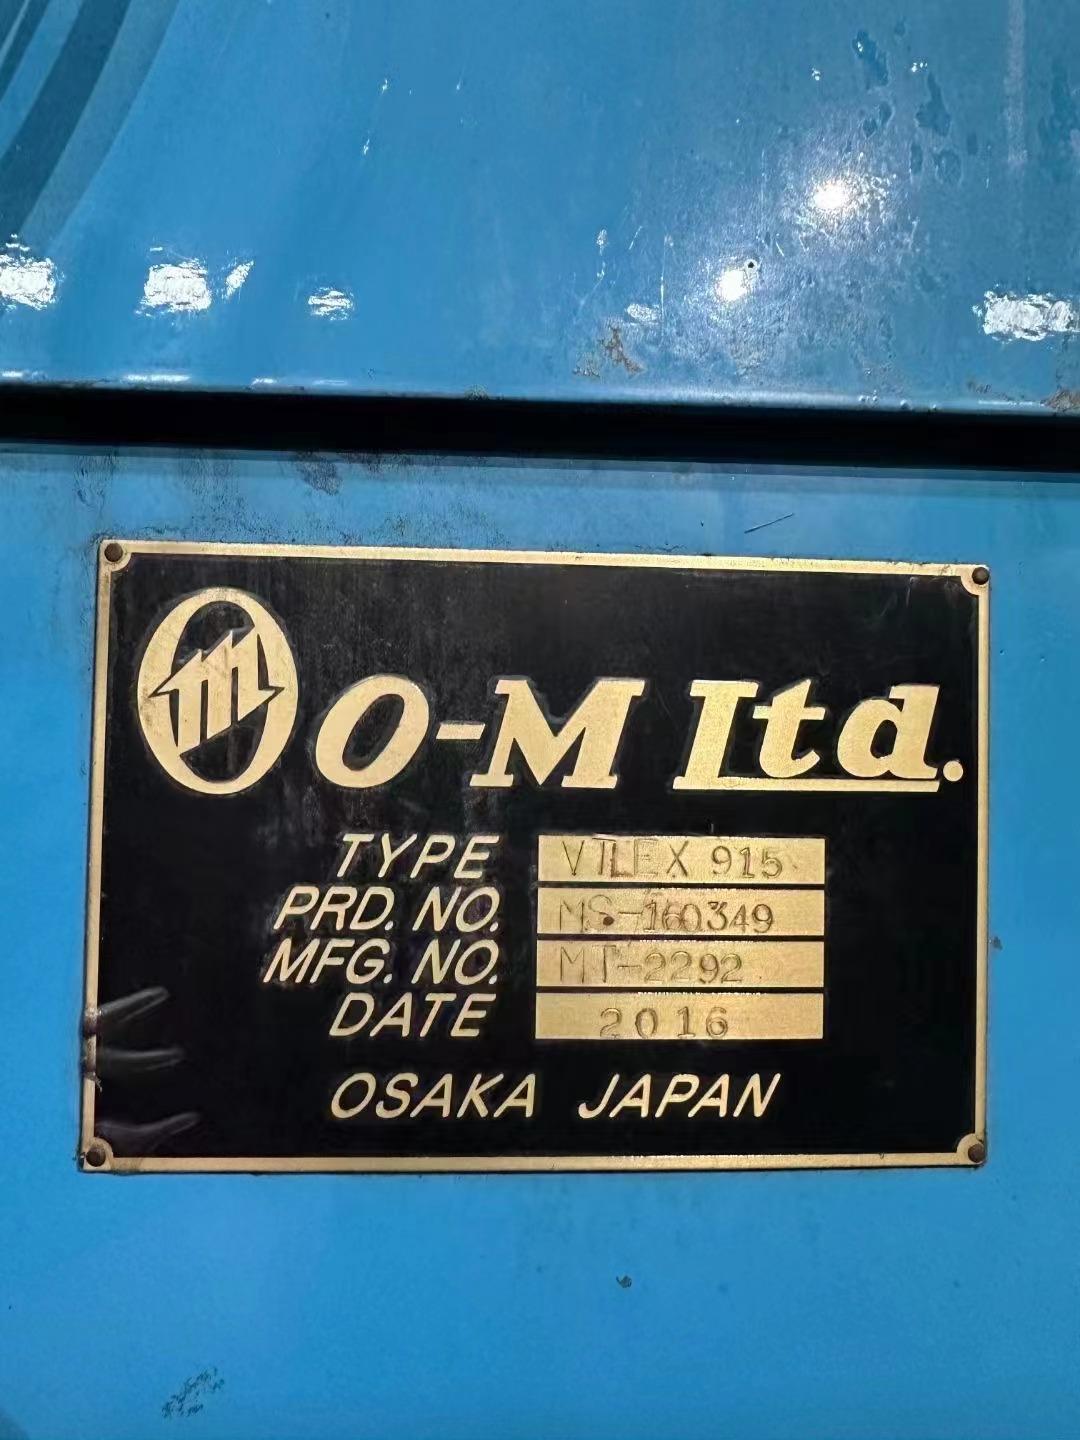 m O-M Ltd.
TYPE VTLEX 915
PRD. NO. MS-160349
MFG. NO. MT-2292
DATE 2016
OSAKA JAPAN